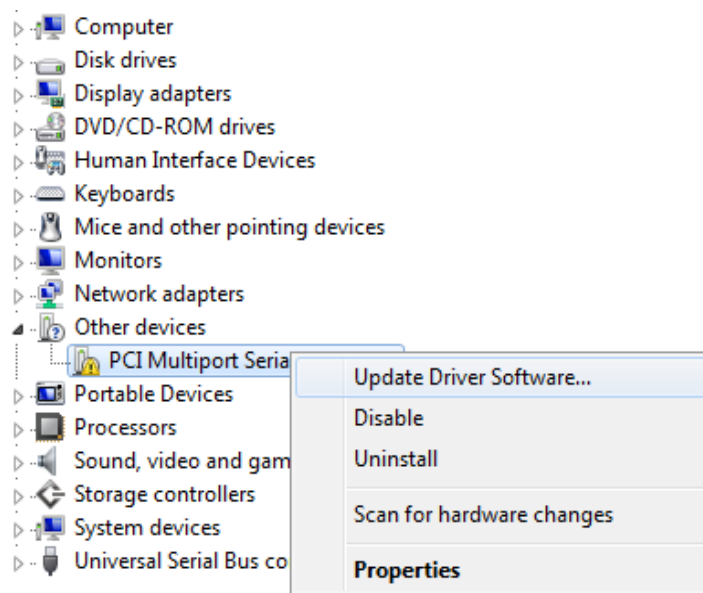 Computer
Disk drives
Display adapters
DVD/CD-ROM drives
Human Interface Devices
Keyboards
Mice and other pointing devices
Monitors
Network adapters
Other devices
PCI Multiport Seria
Update Driver Software...
Portable Devices
Disable
Processors
Uninstall
Sound, video and gam
Storage controllers
Scan for hardware changes
System devices
Universal Serial Bus co
Properties